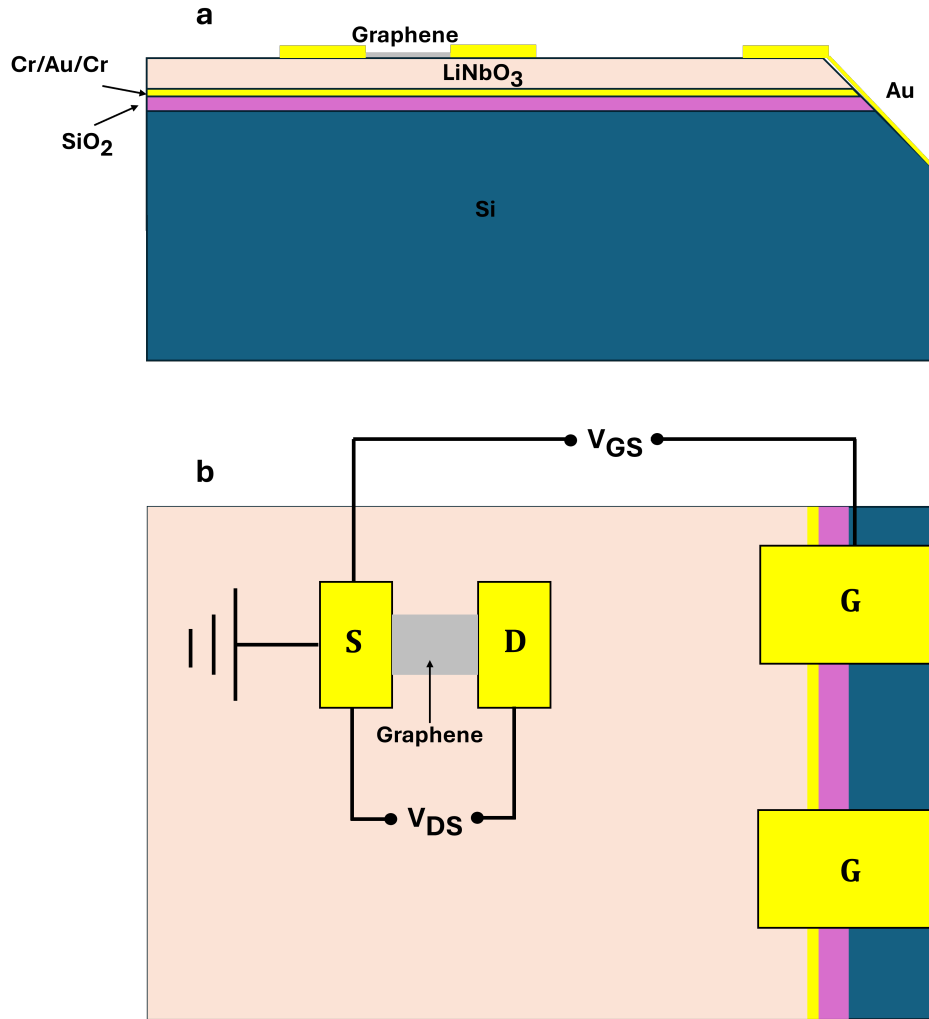 a
Graphene
Cr/Au/Cr
LiNbO3
Au
SiO2
Si
VGS
b
G
S
D
Graphene
VDS
G